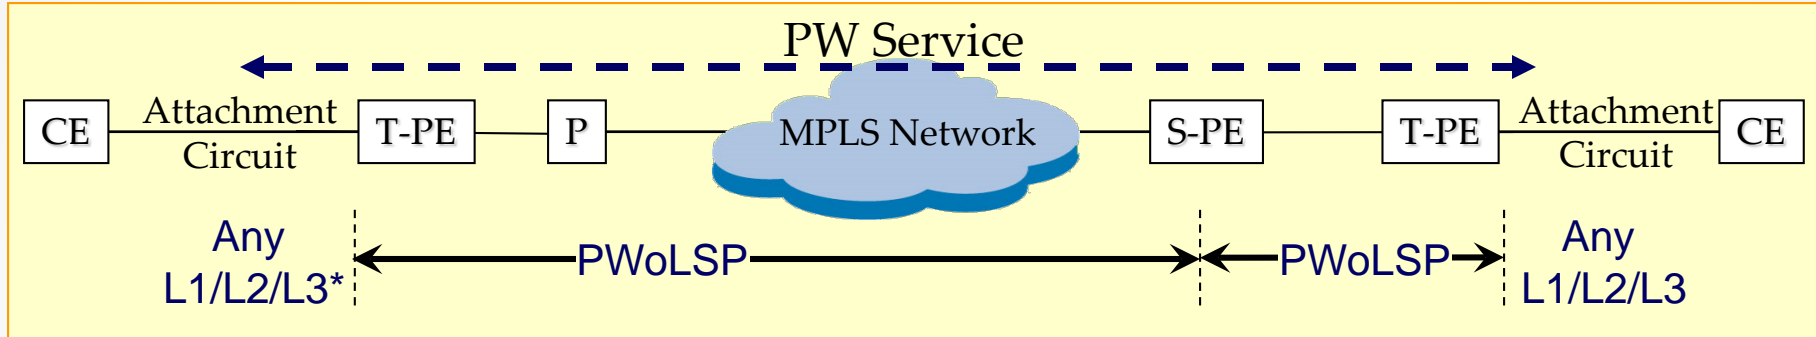 PW Service
CE
Attachment
Circuit
T-PE
P
MPLS Network
S-PE
T-PE
Attachment
Circuit
CE
Any
L1/L2/L3*
PWoLSP
PWoLSP
Any
L1/L2/L3